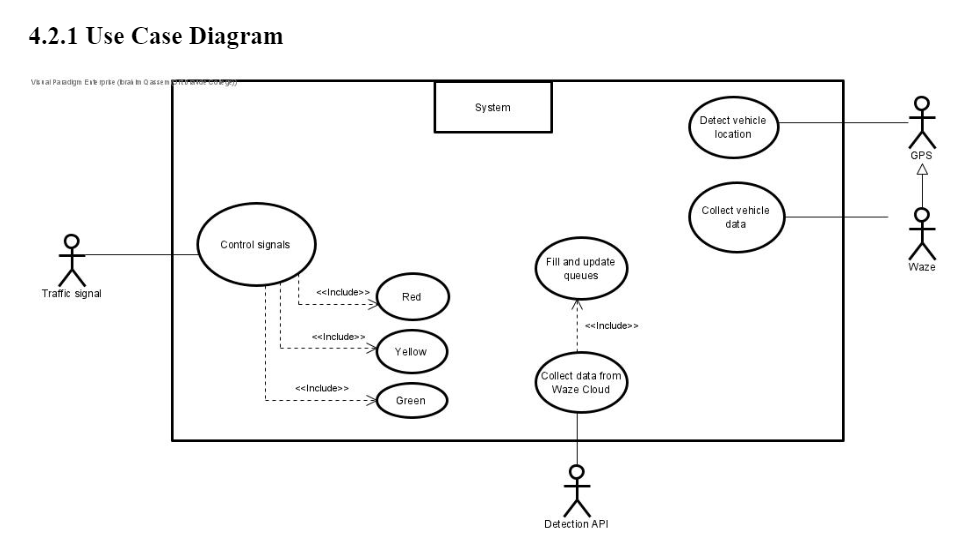 4.2.1 Use Case Diagram
Visual Paradigm Enterprise (Ibrahim Qassem
System
Detect vehicle
location
GPS
Collect vehicle
data
Waze
Control signals
Traffic signal
Fill and update
queues
<<Include>>
Red
<<Include>>
<<Include>>
Yellow
Collect data from
Waze Cloud
<<Include>>
Green
Detection API